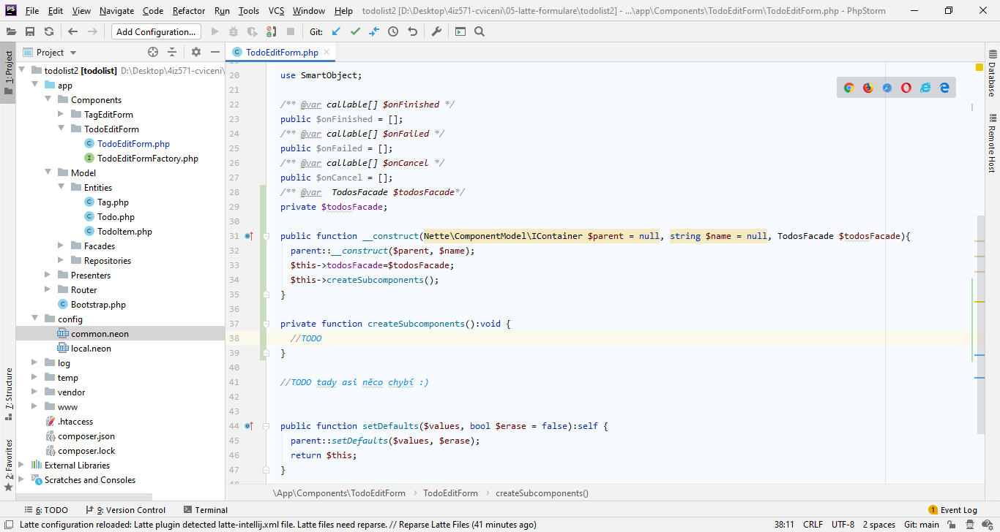 PS File Edit View Navigate Code Refactor Run Tools VCS Window Help todolist2 [D:\Desktop\4iz571-cviceni\05-latte-formulare\todolist2] - ...\app\Components\TodoEditForm\TodoEditForm.php - PhpStorm
Add Configuration... Git:
1: Project
7: Structure
2: Favorites
Project
todolist2 [todolist] D:\Desktop\4iz571-cviceni\
app
Components
TagEditForm
TodoEditForm
TodoEditForm.php
TodoEditFormFactory.php
Model
Entities
Tag.php
Todo.php
TodoItem.php
Facades
Repositories
Presenters
Router
Bootstrap.php
config
common.neon
local.neon
log
temp
vendor
www
.htaccess
composer.json
composer.lock
External Libraries
Scratches and Consoles
TodoEditForm.php
20 use SmartObject;
21
22 /** @var callable[] $onFinished */
23 public $onFinished = [];
24 /** @var callable[] $onFailed */
25 public $onFailed = [];
26 /** @var callable[] $onCancel */
27 public $onCancel = [];
28 /** @var  TodosFacade $todosFacade*/
29 private $todosFacade;
30
31 public function __construct(Nette\ComponentModel\IContainer $parent = null, string $name = null, TodosFacade $todosFacade){
32 parent::__construct($parent, $name);
33 $this->todosFacade=$todosFacade;
34 $this->createSubcomponents();
35 }
36
37 private function createSubcomponents():void {
38 //TODO
39 }
40
41 //TODO tady asi něco chybí :)
42
43
44 public function setDefaults($values, bool $erase = false):self {
45 parent::setDefaults($values, $erase);
46 return $this;
47 }
\App\Components\TodoEditForm › TodoEditForm › createSubcomponents()
Database
Remote Host
6: TODO 9: Version Control Terminal 1 Event Log
Latte configuration reloaded: Latte plugin detected latte-intellij.xml file. Latte files need reparse. // Reparse Latte Files (41 minutes ago) 38:11 CRLF UTF-8 2 spaces Git: main